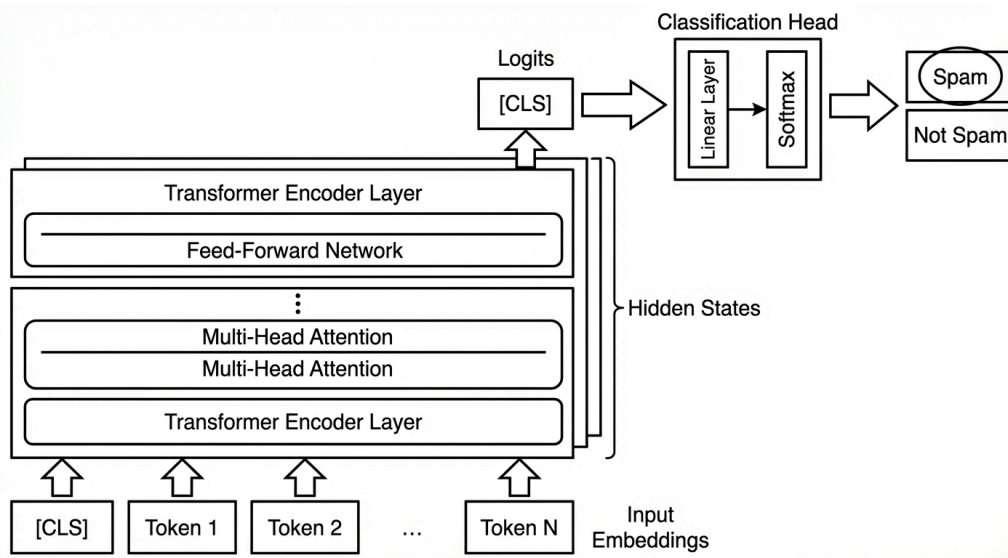 Classification Head
Logits
[CLS]
Linear Layer
Softmax
Spam
Not Spam
Transformer Encoder Layer
Feed-Forward Network
⋮
Multi-Head Attention
Multi-Head Attention
Transformer Encoder Layer
Hidden States
[CLS]
Token 1
Token 2
...
Token N
Input
Embeddings